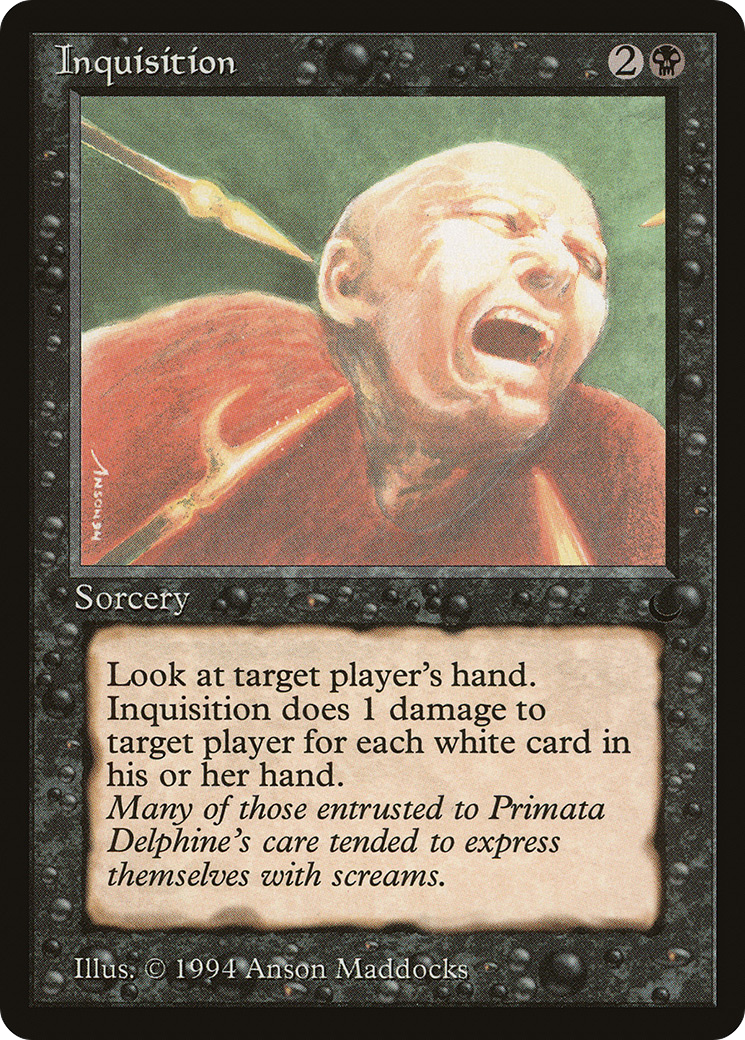 Inquisition 2
ANSON 94
Sorcery
Look at target player's hand.
Inquisition does 1 damage to
target player for each white card in
his or her hand.
Many of those entrusted to Primata
Delphine's care tended to express
themselves with screams.
Illus. © 1994 Anson Maddocks